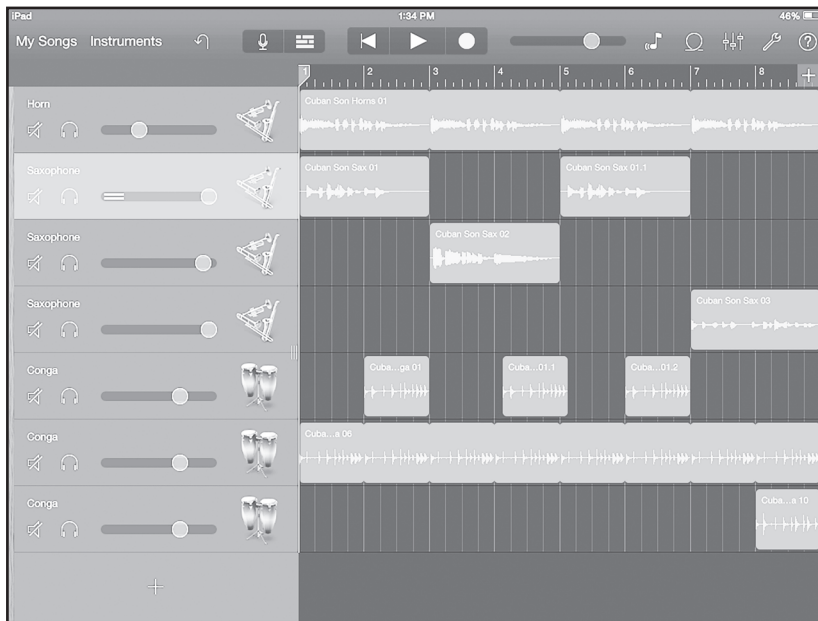 iPad 1:34 PM 46%
My Songs Instruments
1 2 3 4 5 6 7 8 +
Horn
Cuban Son Horns 01
Saxophone
Cuban Son Sax 01 Cuban Son Sax 01.1
Saxophone
Cuban Son Sax 02
Saxophone
Cuban Son Sax 03
Conga
Cuba...ga 01 Cuba...01.1 Cuba...01.2
Conga
Cuba...a 06
Conga
Cuba...a 10